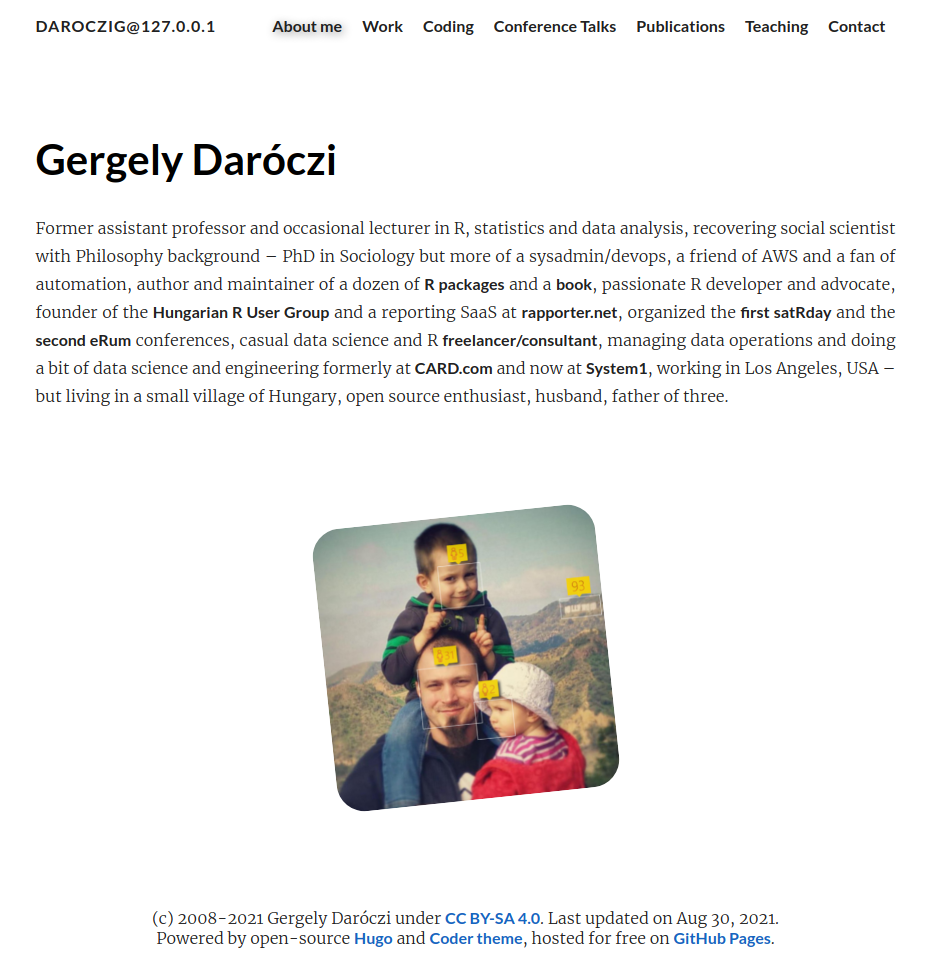 DAROCZIG@127.0.0.1 About me Work Coding Conference Talks Publications Teaching Contact
Gergely Daróczi
Former assistant professor and occasional lecturer in R, statistics and data analysis, recovering social scientist
with Philosophy background – PhD in Sociology but more of a sysadmin/devops, a friend of AWS and a fan of
automation, author and maintainer of a dozen of R packages and a book, passionate R developer and advocate,
founder of the Hungarian R User Group and a reporting SaaS at rapporter.net, organized the first satRday and the
second eRum conferences, casual data science and R freelancer/consultant, managing data operations and doing
a bit of data science and engineering formerly at CARD.com and now at System1, working in Los Angeles, USA –
but living in a small village of Hungary, open source enthusiast, husband, father of three.
93
31
(c) 2008-2021 Gergely Daróczi under CC BY-SA 4.0. Last updated on Aug 30, 2021.
Powered by open-source Hugo and Coder theme, hosted for free on GitHub Pages.